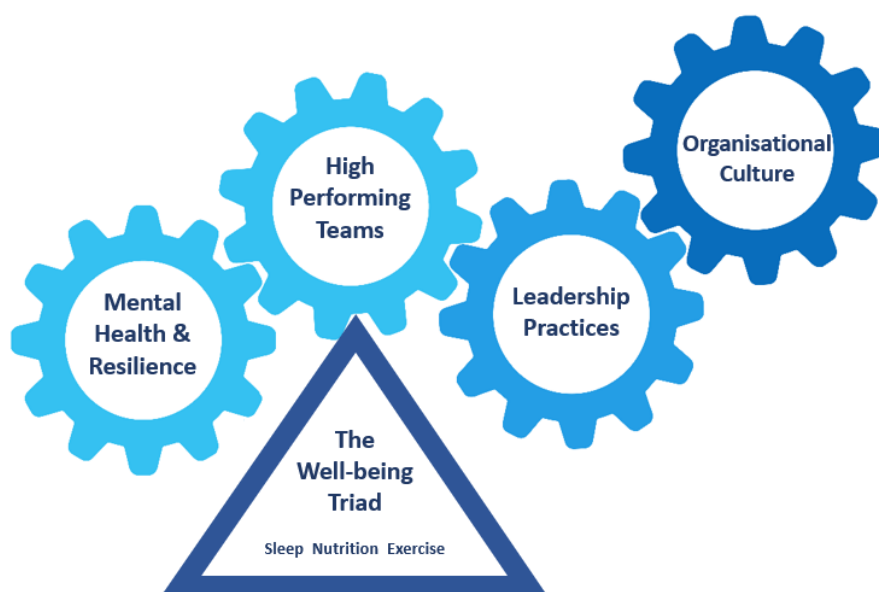 Mental
Health &
Resilience
High
Performing
Teams
Leadership
Practices
Organisational
Culture
The
Well-being
Triad
Sleep Nutrition Exercise